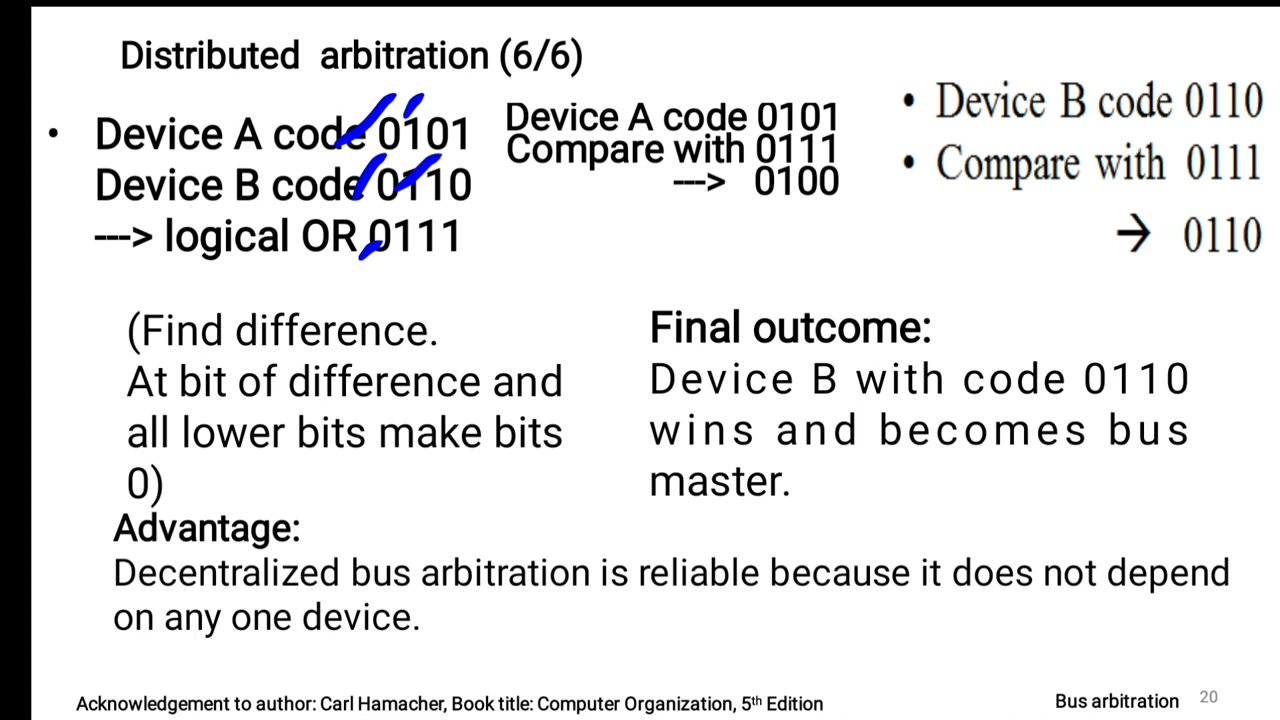 Distributed arbitration (6/6)
• Device A code 0101
Device B code 0110
---> logical OR 0111
Device A code 0101
Compare with 0111
---> 0100
• Device B code 0110
• Compare with 0111
→ 0110
(Find difference.
At bit of difference and
all lower bits make bits
0)
Final outcome:
Device B with code 0110
wins and becomes bus
master.
Advantage:
Decentralized bus arbitration is reliable because it does not depend
on any one device.
Acknowledgement to author: Carl Hamacher, Book title: Computer Organization, 5th Edition
Bus arbitration 20